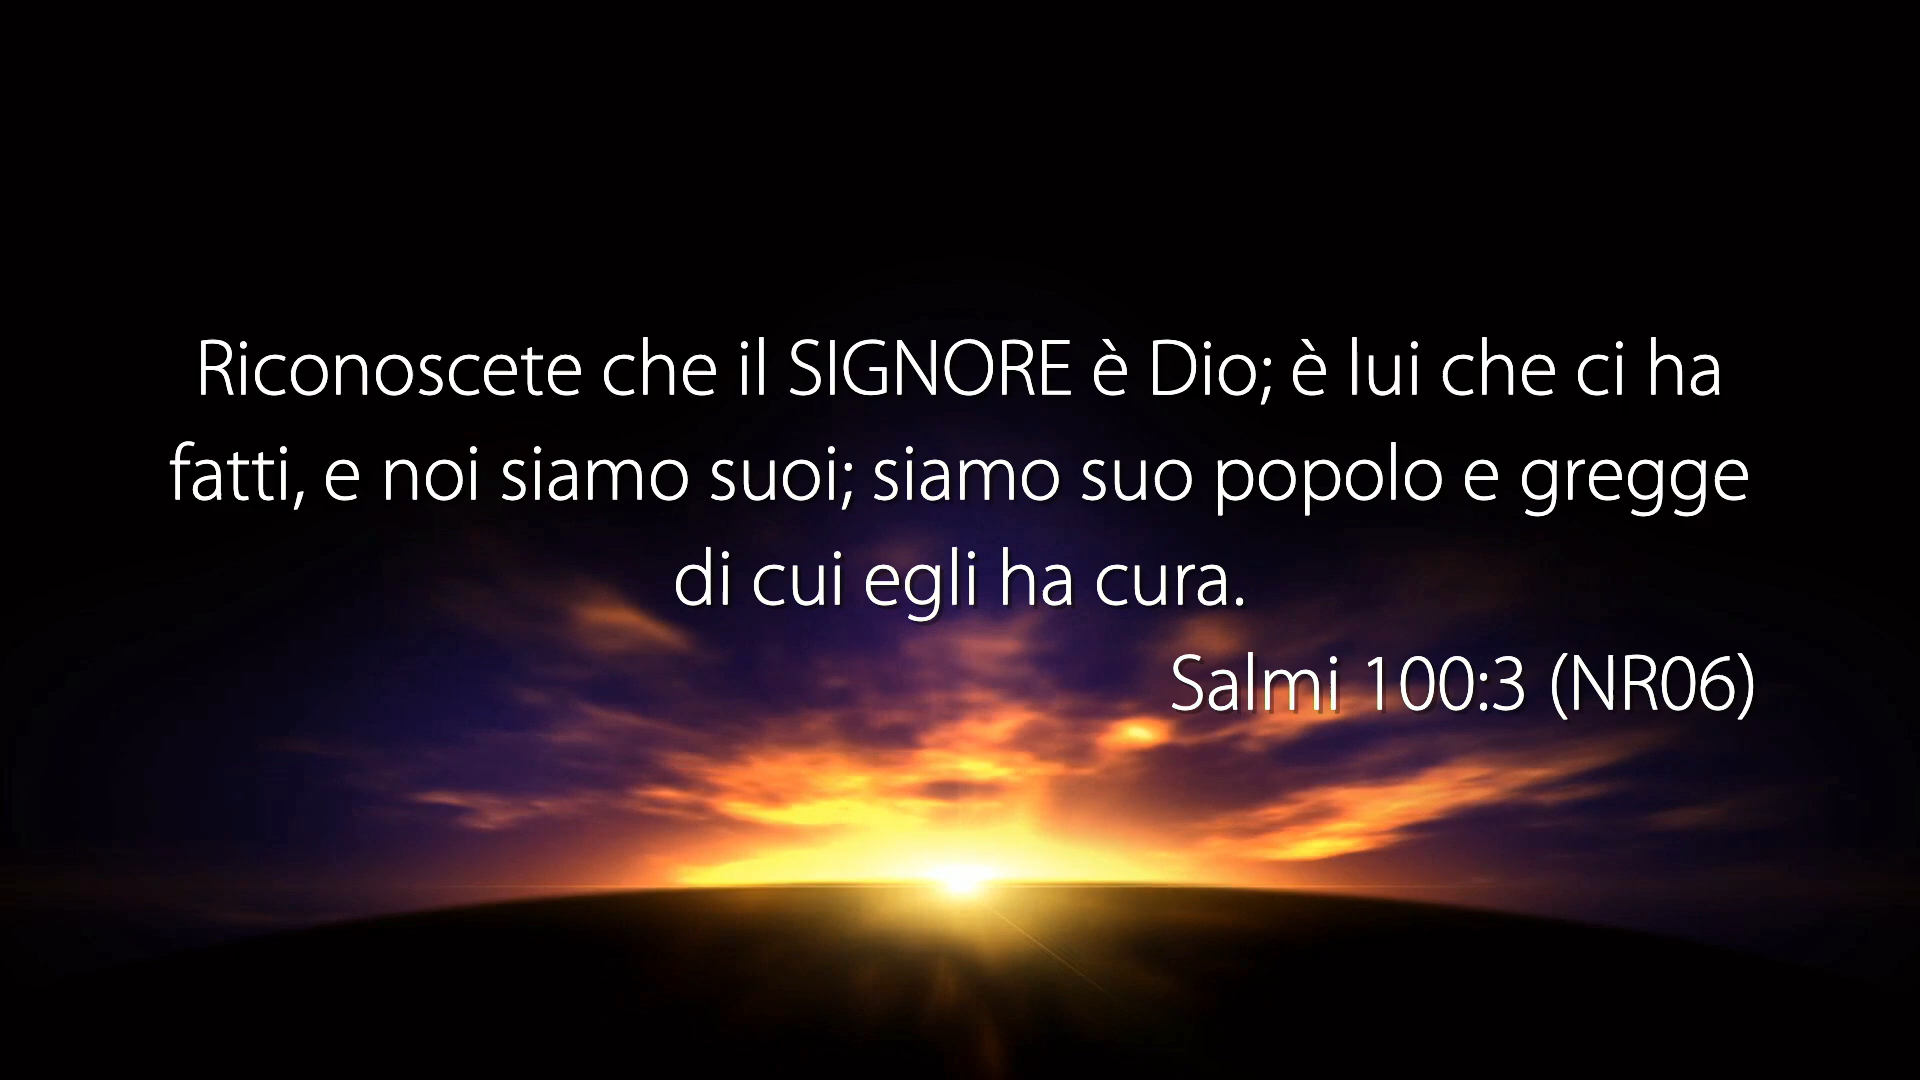 Riconoscete che il SIGNORE è Dio; è lui che ci ha
fatti, e noi siamo suoi; siamo suo popolo e gregge
di cui egli ha cura.
Salmi 100:3 (NR06)